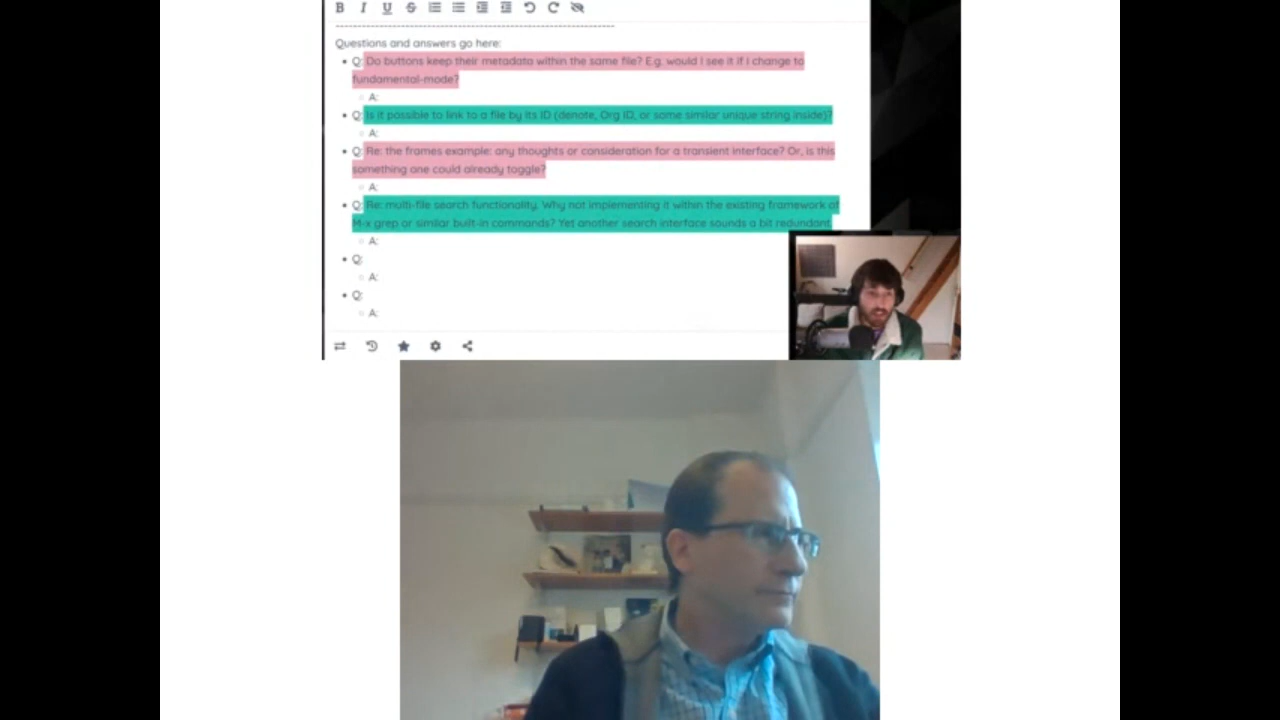 B I U S
Questions and answers go here:
Q: Do buttons keep their metadata within the same file? E.g. would I see it if I change to
fundamental-mode?
A:
Q: Is it possible to link to a file by its ID (denote, Org ID, or some similar unique string inside)?
A:
Q: Re: the frames example: any thoughts or consideration for a transient interface? Or, is this
something one could already toggle?
A:
Q: Re: multi-file search functionality. Why not implementing it within the existing framework of
M-x grep or similar built-in commands? Yet another search interface sounds a bit redundant
A:
Q:
A:
Q:
A: